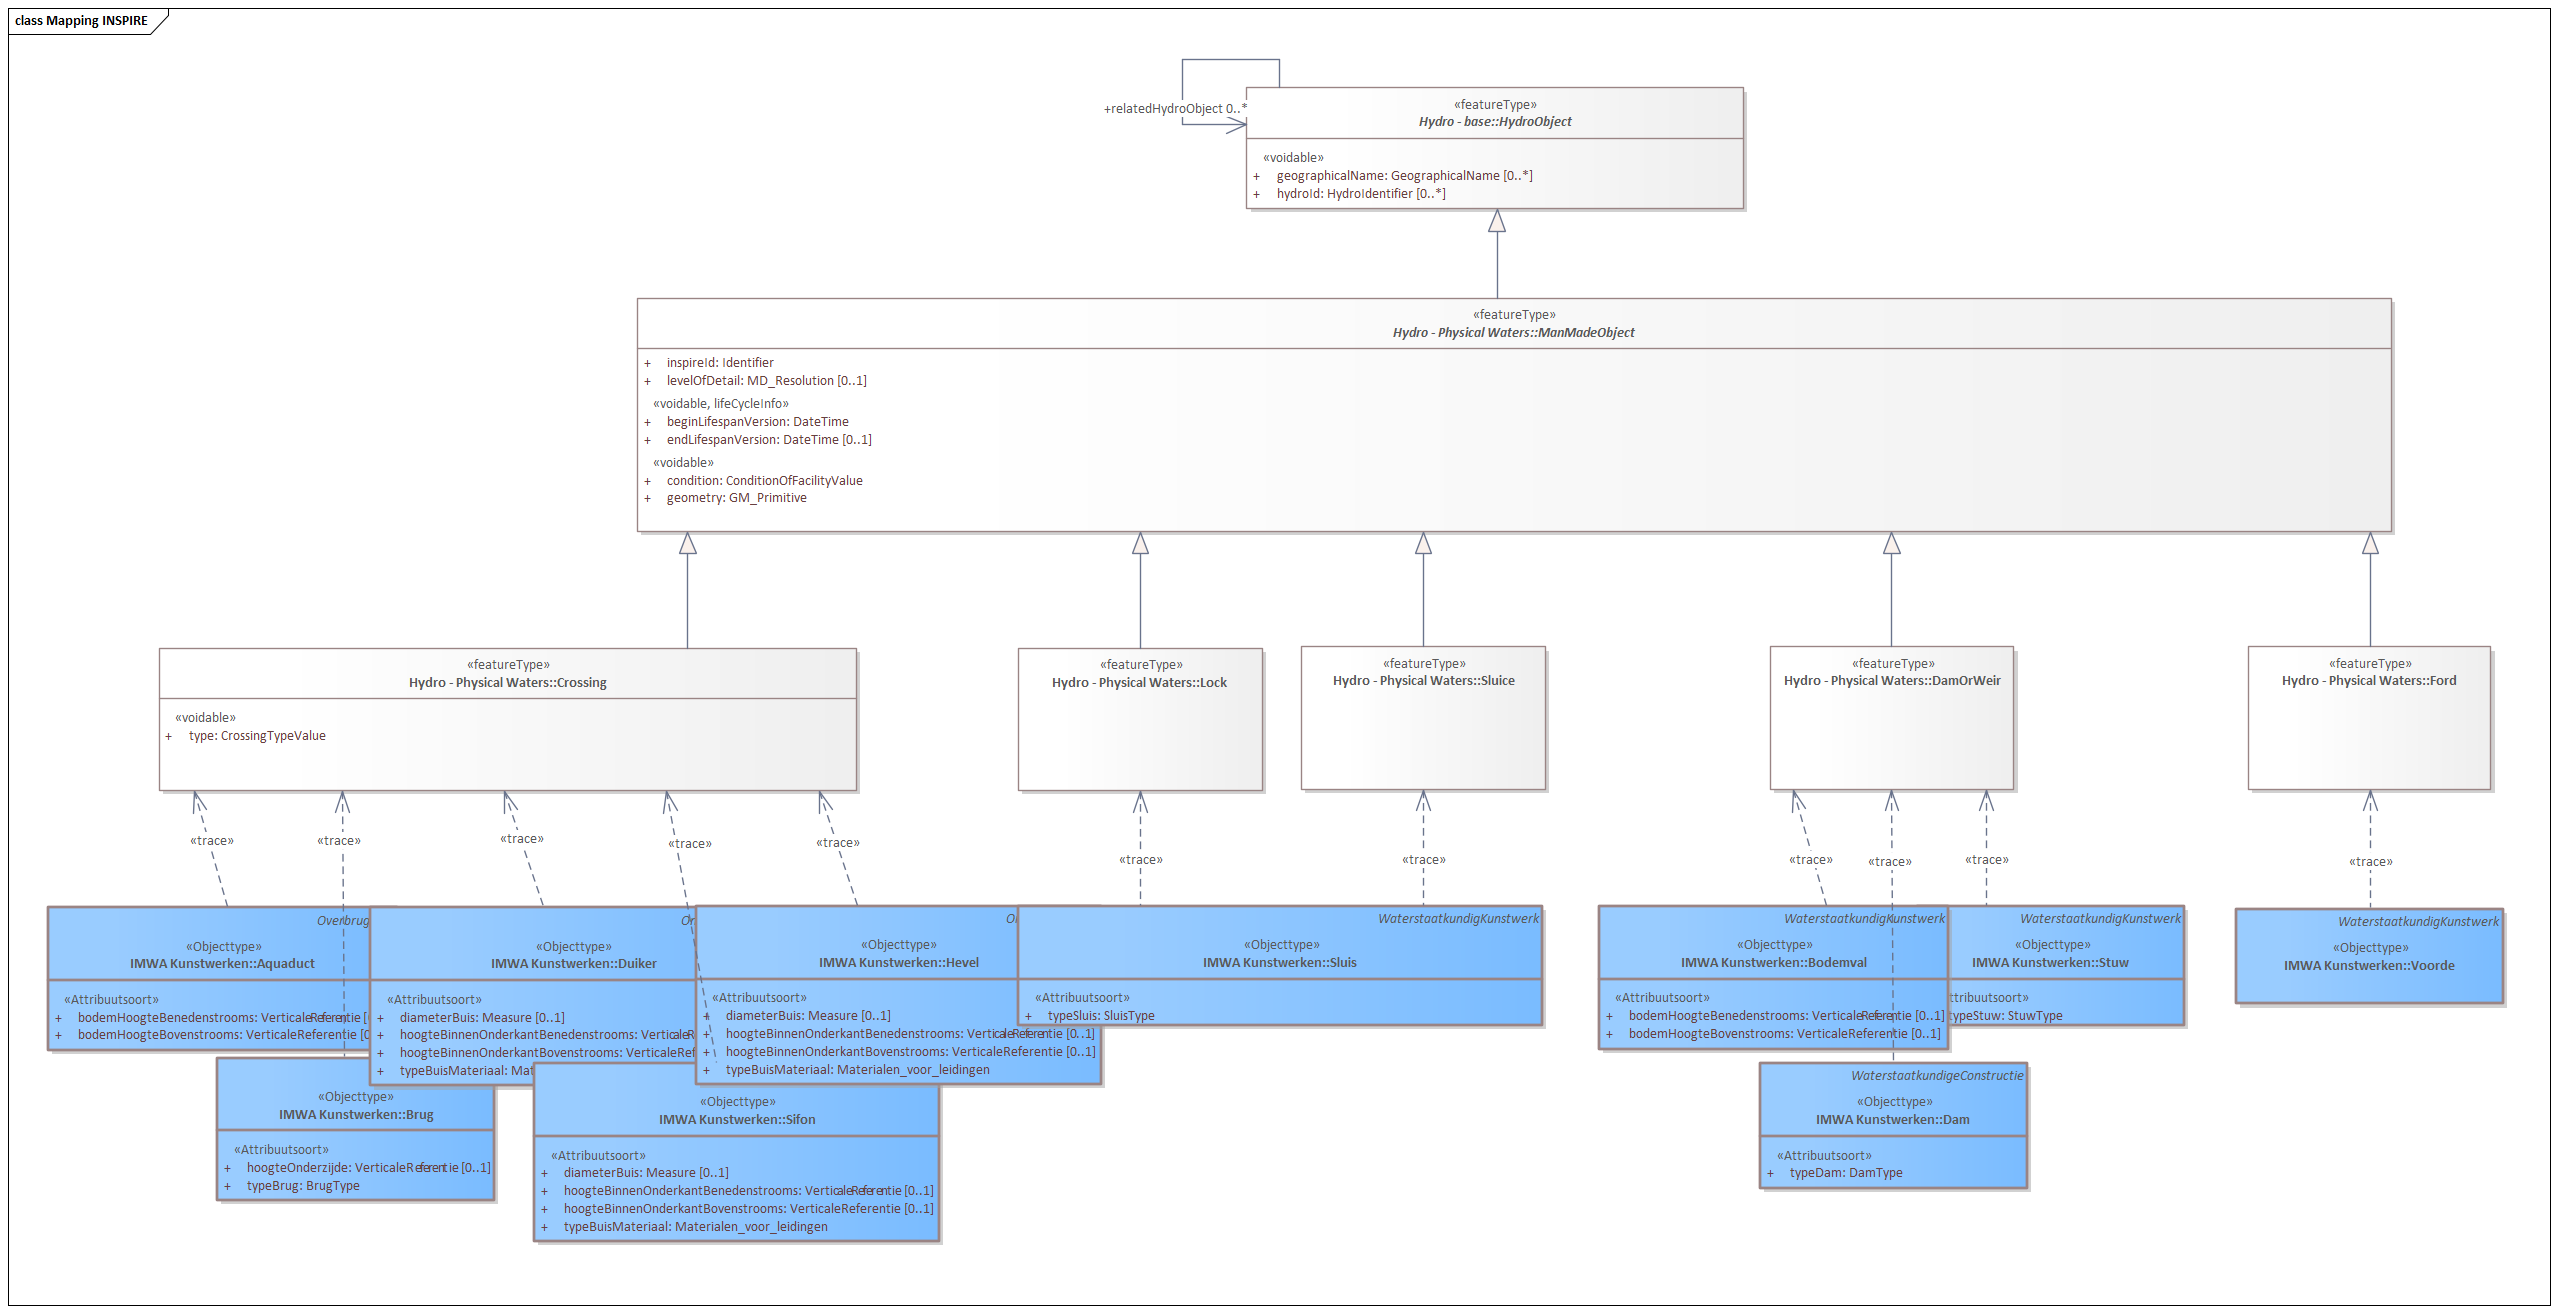 class Mapping INSPIRE
+relatedHydroObject 0..*
«featureType»
Hydro - base::HydroObject
«voidable»
+ geographicalName: GeographicalName [0..*]
+ hydroId: HydroIdentifier [0..*]
«featureType»
Hydro - Physical Waters::ManMadeObject
+ inspireId: Identifier
+ levelOfDetail: MD_Resolution [0..1]
«voidable, lifeCycleInfo»
+ beginLifespanVersion: DateTime
+ endLifespanVersion: DateTime [0..1]
«voidable»
+ condition: ConditionOfFacilityValue
+ geometry: GM_Primitive
«featureType»
Hydro - Physical Waters::Crossing
«voidable»
+ type: CrossingTypeValue
«featureType»
Hydro - Physical Waters::Lock
«featureType»
Hydro - Physical Waters::Sluice
«featureType»
Hydro - Physical Waters::DamOrWeir
«featureType»
Hydro - Physical Waters::Ford
«trace»
«trace»
«trace»
«trace»
«trace»
«trace»
«trace»
«trace»
«trace»
«trace»
«trace»
Overbrug
«Objecttype»
IMWA Kunstwerken::Aquaduct
«Attribuutsoort»
+ bodemHoogteBenedenstrooms: VerticaleReferentie [
+ bodemHoogteBovenstrooms: VerticaleReferentie [0
«Objecttype»
IMWA Kunstwerken::Duiker
«Attribuutsoort»
+ diameterBuis: Measure [0..1]
+ hoogteBinnenOnderkantBenedenstrooms: VerticaleR
+ hoogteBinnenOnderkantBovenstrooms: VerticaleRef
+ typeBuisMateriaal: Mat
«Objecttype»
IMWA Kunstwerken::Hevel
«Attribuutsoort»
+ diameterBuis: Measure [0..1]
+ hoogteBinnenOnderkantBenedenstrooms: VerticaleReferentie [0..1]
+ hoogteBinnenOnderkantBovenstrooms: VerticaleReferentie [0..1]
+ typeBuisMateriaal: Materialen_voor_leidingen
WaterstaatkundigKunstwerk
«Objecttype»
IMWA Kunstwerken::Sluis
«Attribuutsoort»
+ typeSluis: SluisType
WaterstaatkundigKunstwerk
«Objecttype»
IMWA Kunstwerken::Bodemval
«Attribuutsoort»
+ bodemHoogteBenedenstrooms: VerticaleReferentie [0..1]
+ bodemHoogteBovenstrooms: VerticaleReferentie [0..1]
WaterstaatkundigKunstwerk
«Objecttype»
IMWA Kunstwerken::Stuw
ttribuutsoort»
typeStuw: StuwType
WaterstaatkundigKunstwerk
«Objecttype»
IMWA Kunstwerken::Voorde
«Objecttype»
IMWA Kunstwerken::Brug
«Attribuutsoort»
+ hoogteOnderzijde: VerticaleReferentie [0..1]
+ typeBrug: BrugType
«Objecttype»
IMWA Kunstwerken::Sifon
«Attribuutsoort»
+ diameterBuis: Measure [0..1]
+ hoogteBinnenOnderkantBenedenstrooms: VerticaleReferentie [0..1]
+ hoogteBinnenOnderkantBovenstrooms: VerticaleReferentie [0..1]
+ typeBuisMateriaal: Materialen_voor_leidingen
WaterstaatkundigeConstructie
«Objecttype»
IMWA Kunstwerken::Dam
«Attribuutsoort»
+ typeDam: DamType